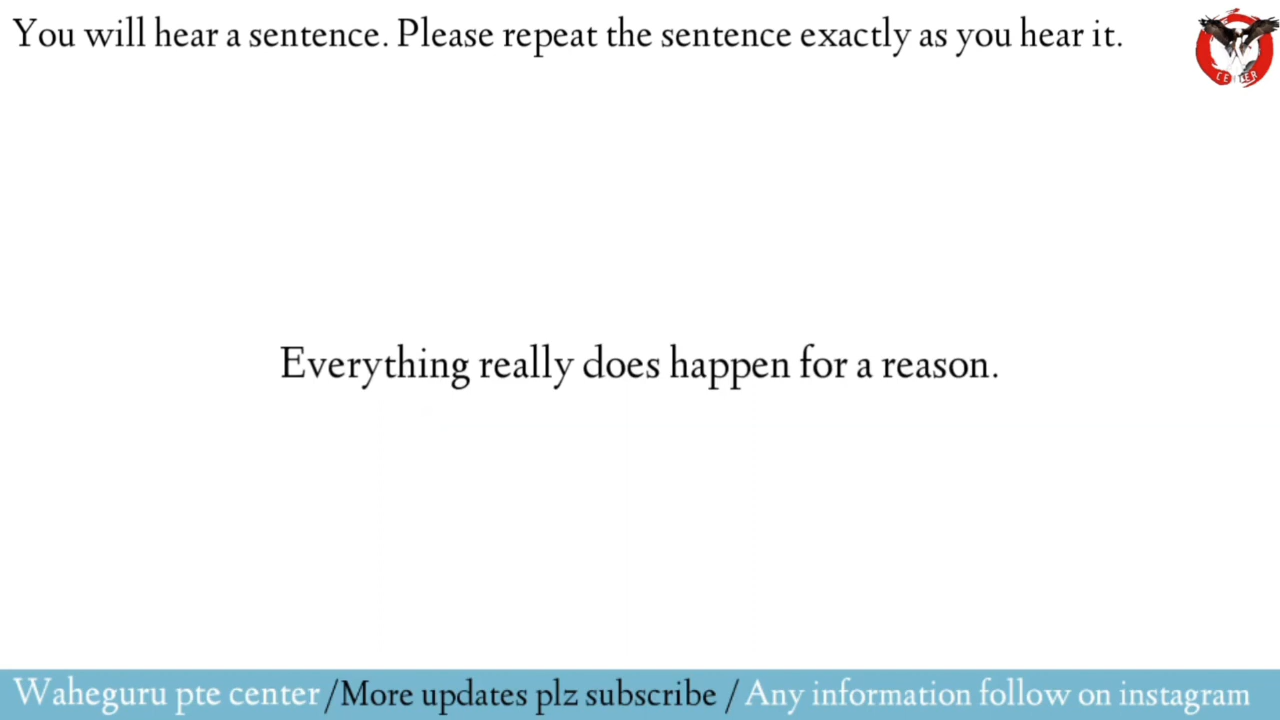 You will hear a sentence. Please repeat the sentence exactly as you hear it.
CENTER
Everything really does happen for a reason.
Waheguru pte center /More updates plz subscribe / Any information follow on instagram